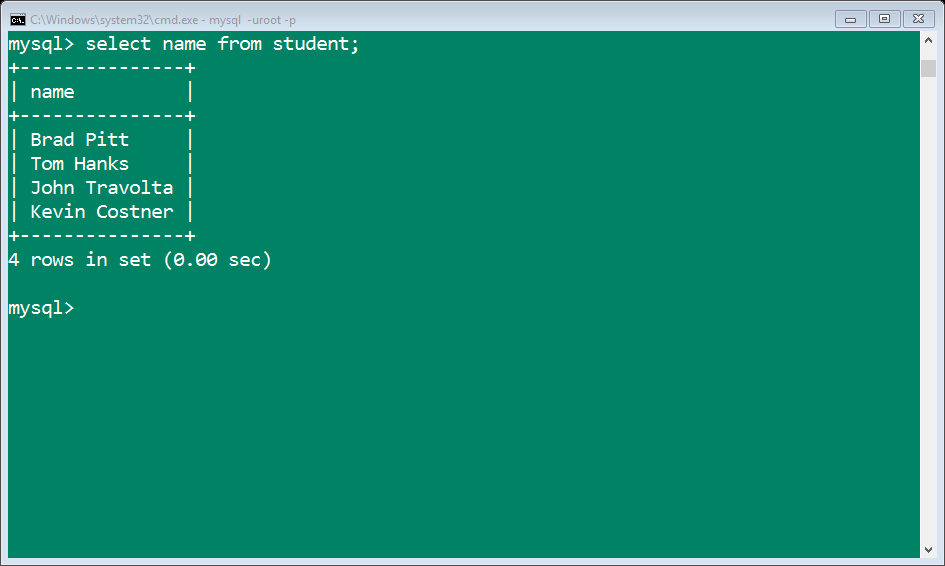 C:\Windows\system32\cmd.exe - mysql  -uroot -p
mysql> select name from student;
+---------------+
| name          |
+---------------+
| Brad Pitt     |
| Tom Hanks     |
| John Travolta |
| Kevin Costner |
+---------------+
4 rows in set (0.00 sec)
mysql>